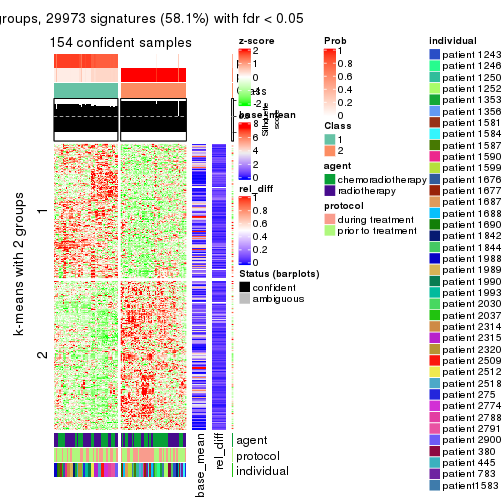 groups, 29973 signatures (58.1%) with fdr < 0.05
154 confident samples
k-means with 2 groups
1
2
z-score
2
1
0
-1
-2
base_mean
8
6
4
2
0
rel_diff
1
0.8
0.6
0.4
0.2
0
Status (barplots)
confident
ambiguous
Silhouette
score
Prob
1
0.8
0.6
0.4
0.2
0
Class
1
2
agent
chemoradiotherapy
radiotherapy
protocol
during treatment
prior to treatment
individual
patient 1243
patient 1246
patient 1250
patient 1252
patient 1353
patient 1356
patient 1581
patient 1584
patient 1587
patient 1590
patient 1599
patient 1676
patient 1677
patient 1687
patient 1688
patient 1690
patient 1842
patient 1844
patient 1988
patient 1989
patient 1990
patient 1993
patient 2030
patient 2037
patient 2314
patient 2315
patient 2320
patient 2509
patient 2512
patient 2518
patient 275
patient 2774
patient 2788
patient 2791
patient 2900
patient 380
patient 445
patient 783
patient1583
agent
protocol
individual
base_mean
rel_diff